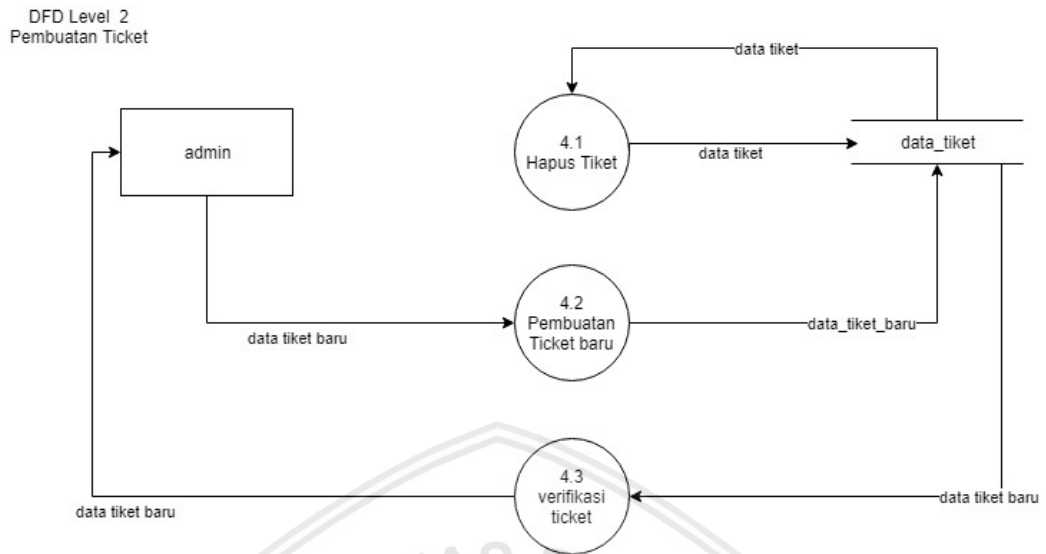 DFD Level 2
Pembuatan Ticket
data tiket
admin
4.1
Hapus Tiket
data tiket
data_tiket
4.2
Pembuatan
Ticket baru
data tiket baru
data_tiket_baru
4.3
verifikasi
ticket
data tiket baru
data tiket baru